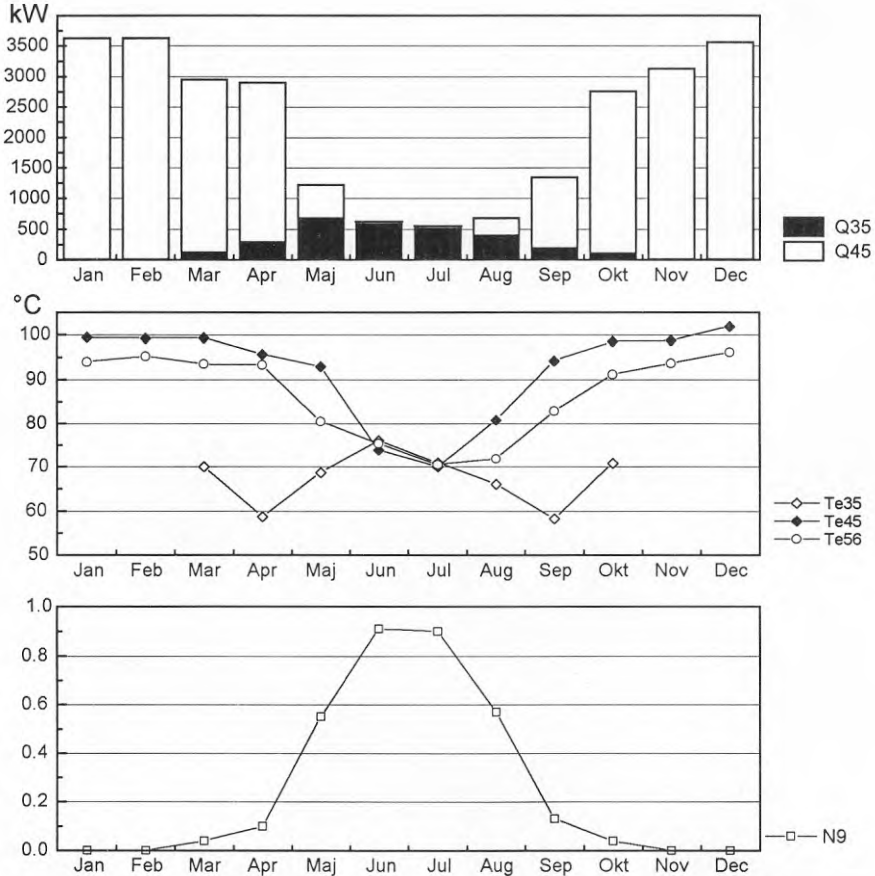 kW
3500
3000
2500
2000
1500
1000
500
0
Jan Feb Mar Apr Maj Jun Jul Aug Sep Okt Nov Dec
Q35
Q45
°C
100
90
80
70
60
50
Jan Feb Mar Apr Maj Jun Jul Aug Sep Okt Nov Dec
Te35
Te45
Te56
1.0
0.8
0.6
0.4
0.2
0.0
Jan Feb Mar Apr Maj Jun Jul Aug Sep Okt Nov Dec
N9